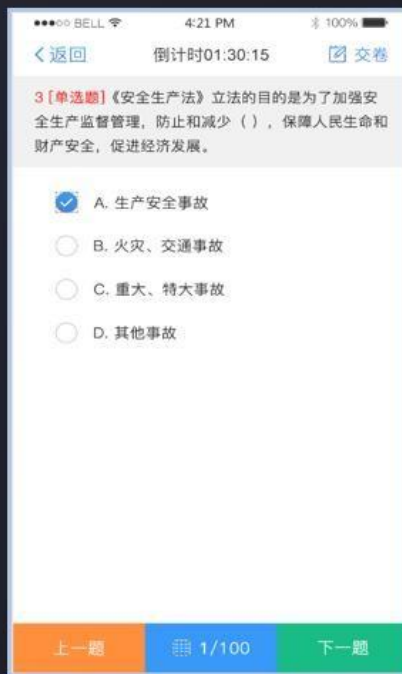 BELL 4:21 PM 100%
返回 倒计时01:30:15 交卷
3 [单选题]《安全生产法》立法的目的是为了加强安
全生产监督管理，防止和减少（ ），保障人民生命和
财产安全，促进经济发展。
A. 生产安全事故
B. 火灾、交通事故
C. 重大、特大事故
D. 其他事故
上一题 1/100 下一题